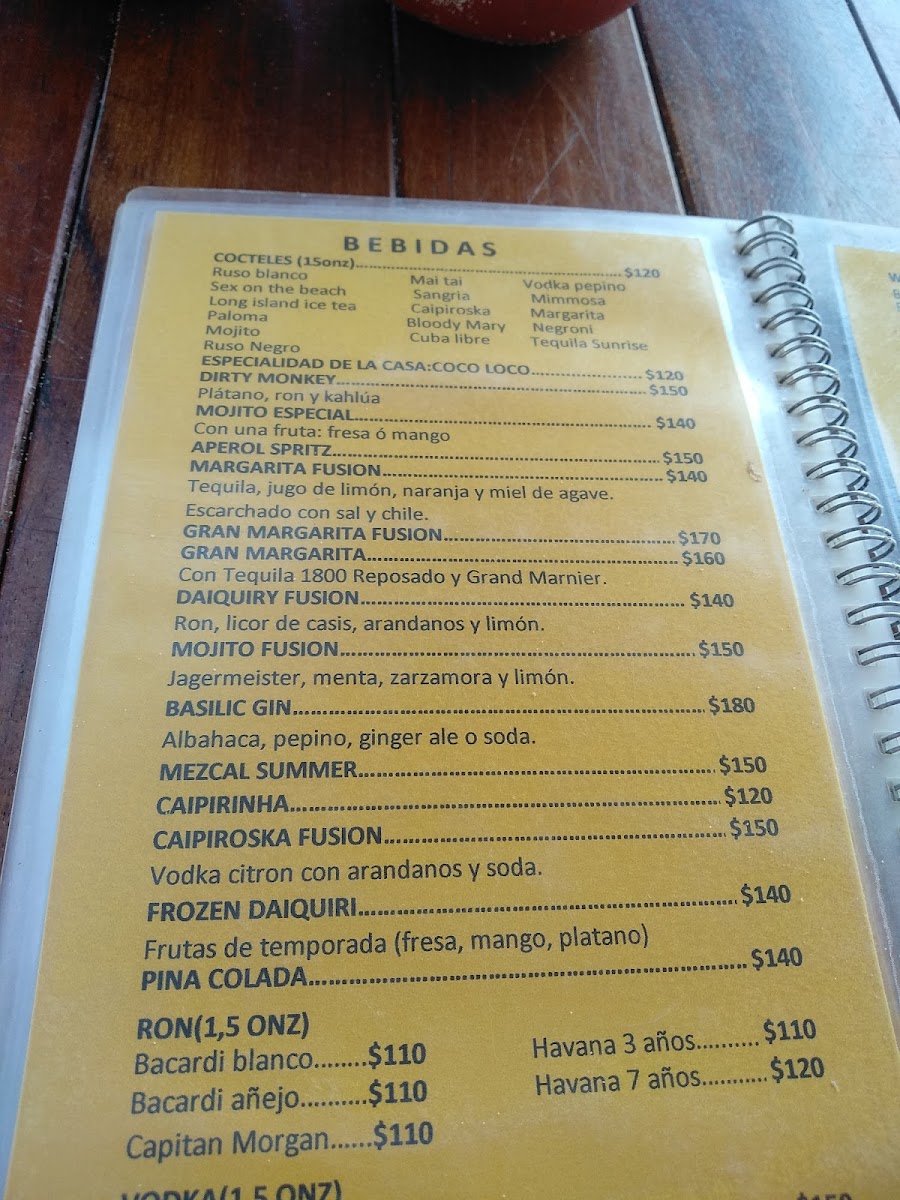 BEBIDAS
COCTELES (15onz)........$120
Ruso blanco Mai tai Vodka pepino
Sex on the beach Sangria Mimmosa
Long island ice tea Caipiroska Margarita
Paloma Bloody Mary Negroni
Mojito Cuba libre Tequila Sunrise
Ruso Negro
ESPECIALIDAD DE LA CASA:COCO LOCO........$120
DIRTY MONKEY........$150
Plátano, ron y kahlúa
MOJITO ESPECIAL........$140
Con una fruta: fresa ó mango
APEROL SPRITZ........$150
MARGARITA FUSION........$140
Tequila, jugo de limón, naranja y miel de agave.
Escarchado con sal y chile.
GRAN MARGARITA FUSION........$170
GRAN MARGARITA........$160
Con Tequila 1800 Reposado y Grand Marnier.
DAIQUIRY FUSION........$140
Ron, licor de casis, arandanos y limón.
MOJITO FUSION........$150
Jagermeister, menta, zarzamora y limón.
BASILIC GIN........$180
Albahaca, pepino, ginger ale o soda.
MEZCAL SUMMER........$150
CAIPIRINHA........$120
CAIPIROSKA FUSION........$150
Vodka citron con arandanos y soda.
FROZEN DAIQUIRI........$140
Frutas de temporada (fresa, mango, platano)
PINA COLADA........$140
RON(1,5 ONZ)
Bacardi blanco........$110 Havana 3 años..........$110
Bacardi añejo..........$110 Havana 7 años...........$120
Capitan Morgan......$110
VODKA(1,5 ONZ)